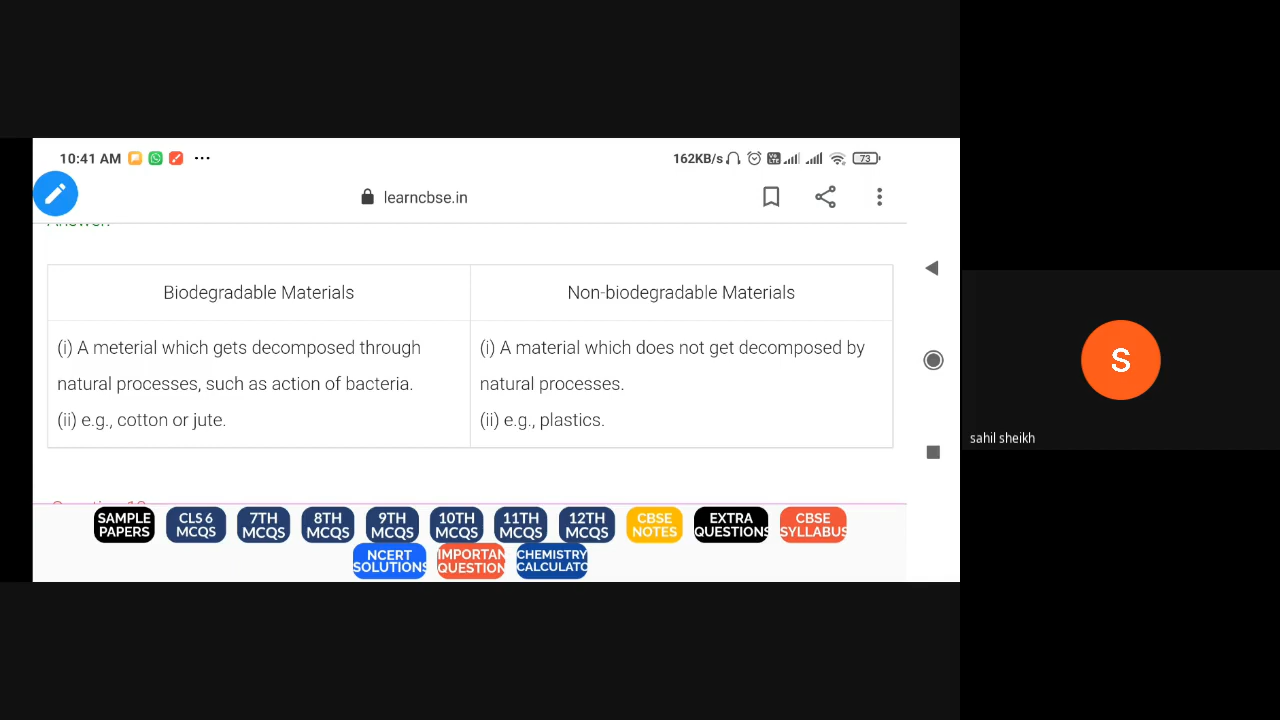 10:41 AM ... 162KB/s 73
learncbse.in
Answer:
Biodegradable Materials Non-biodegradable Materials
(i) A meterial which gets decomposed through (i) A material which does not get decomposed by
natural processes, such as action of bacteria. natural processes.
(ii) e.g., cotton or jute. (ii) e.g., plastics.
SAMPLE PAPERS CLS 6 MCQS 7TH MCQS 8TH MCQS 9TH MCQS 10TH MCQS 11TH MCQS 12TH MCQS CBSE NOTES EXTRA QUESTIONS CBSE SYLLABUS
NCERT SOLUTIONS IMPORTAN QUESTION CHEMISTRY CALCULATO
S
sahil sheikh